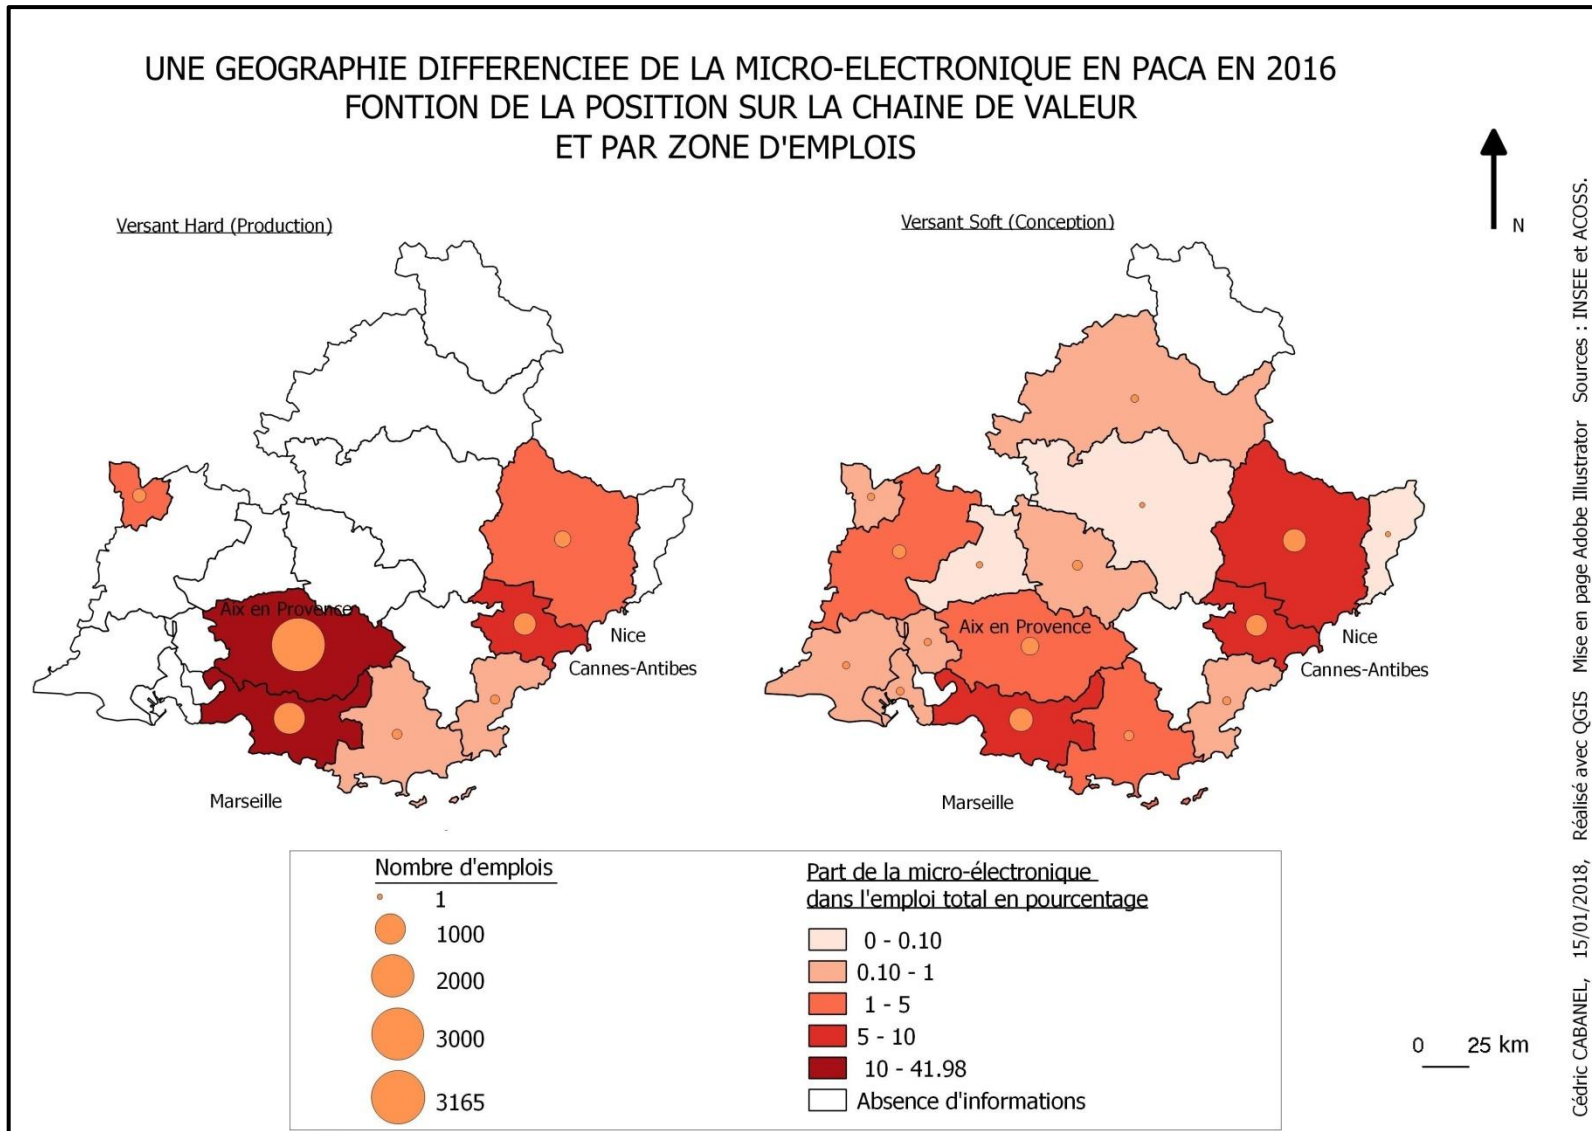 UNE GEOGRAPHIE DIFFERENCIEE DE LA MICRO-ELECTRONIQUE EN PACA EN 2016
FONTION DE LA POSITION SUR LA CHAINE DE VALEUR
ET PAR ZONE D'EMPLOIS
N
Versant Hard (Production)
Aix en Provence
Nice
Cannes-Antibes
Marseille
Versant Soft (Conception)
Aix en Provence
Nice
Cannes-Antibes
Marseille
Nombre d'emplois
1
1000
2000
3000
3165
Part de la micro-électronique
dans l'emploi total en pourcentage
0 - 0.10
0.10 - 1
1 - 5
5 - 10
10 - 41.98
Absence d'informations
0 25 km
Cédric CABANEL, 15/01/2018, Réalisé avec QGIS Mise en page Adobe Illustrator Sources : INSEE et ACOSS.